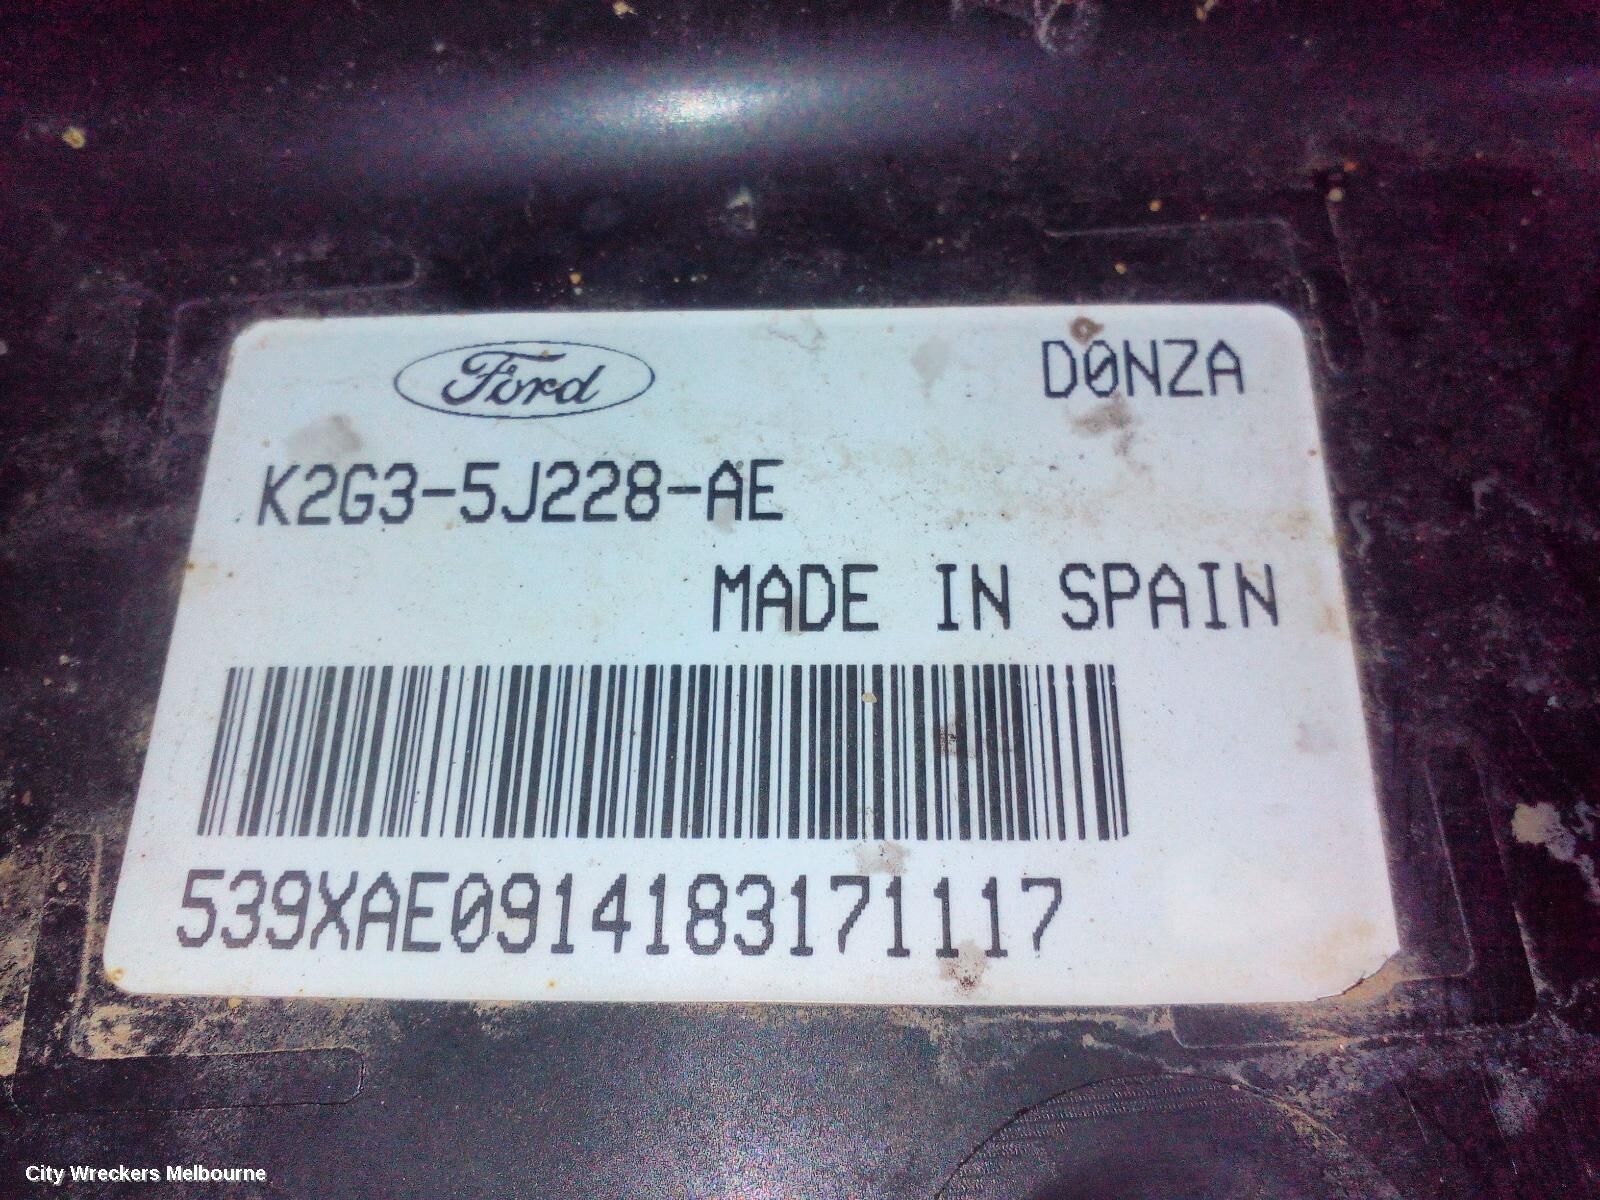 Ford
D0NZA
K2G3-5J228-AE
MADE IN SPAIN
539XAE0914183171117
City Wreckers Melbourne